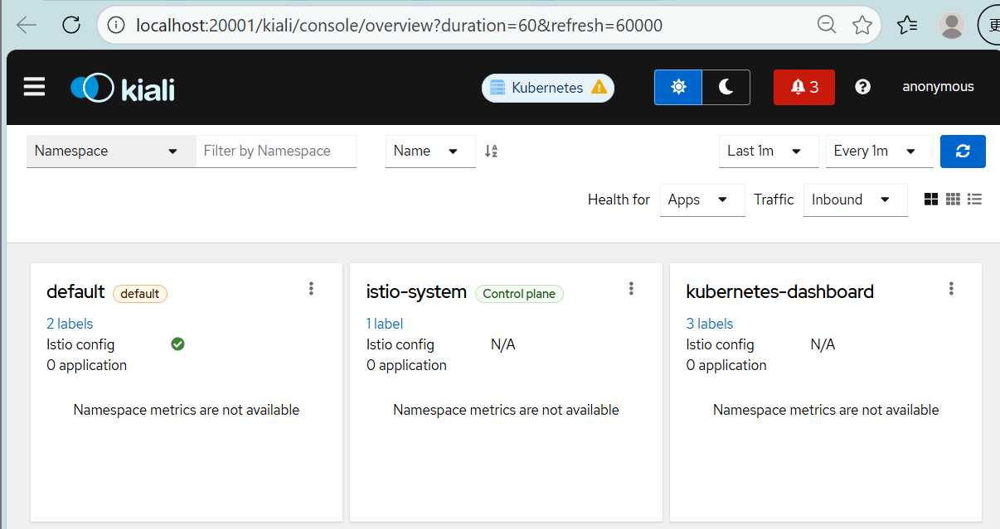 localhost:20001/kiali/console/overview?duration=60&refresh=60000
更
kiali
Kubernetes
3
anonymous
Namespace
Filter by Namespace
Name
Last 1m
Every 1m
Health for
Apps
Traffic
Inbound
default default
2 labels
Istio config
0 application
Namespace metrics are not available
istio-system Control plane
1 label
Istio config N/A
0 application
Namespace metrics are not available
kubernetes-dashboard
3 labels
Istio config N/A
0 application
Namespace metrics are not available